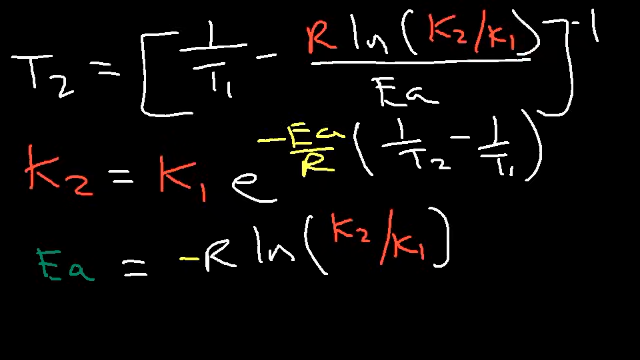 T₂ = [ 1/T₁ - R ln(K₂/K₁) / Ea ]⁻¹
K₂ = K₁ e^(-Ea/R (1/T₂ - 1/T₁))
Ea = -R ln(K₂/K₁)